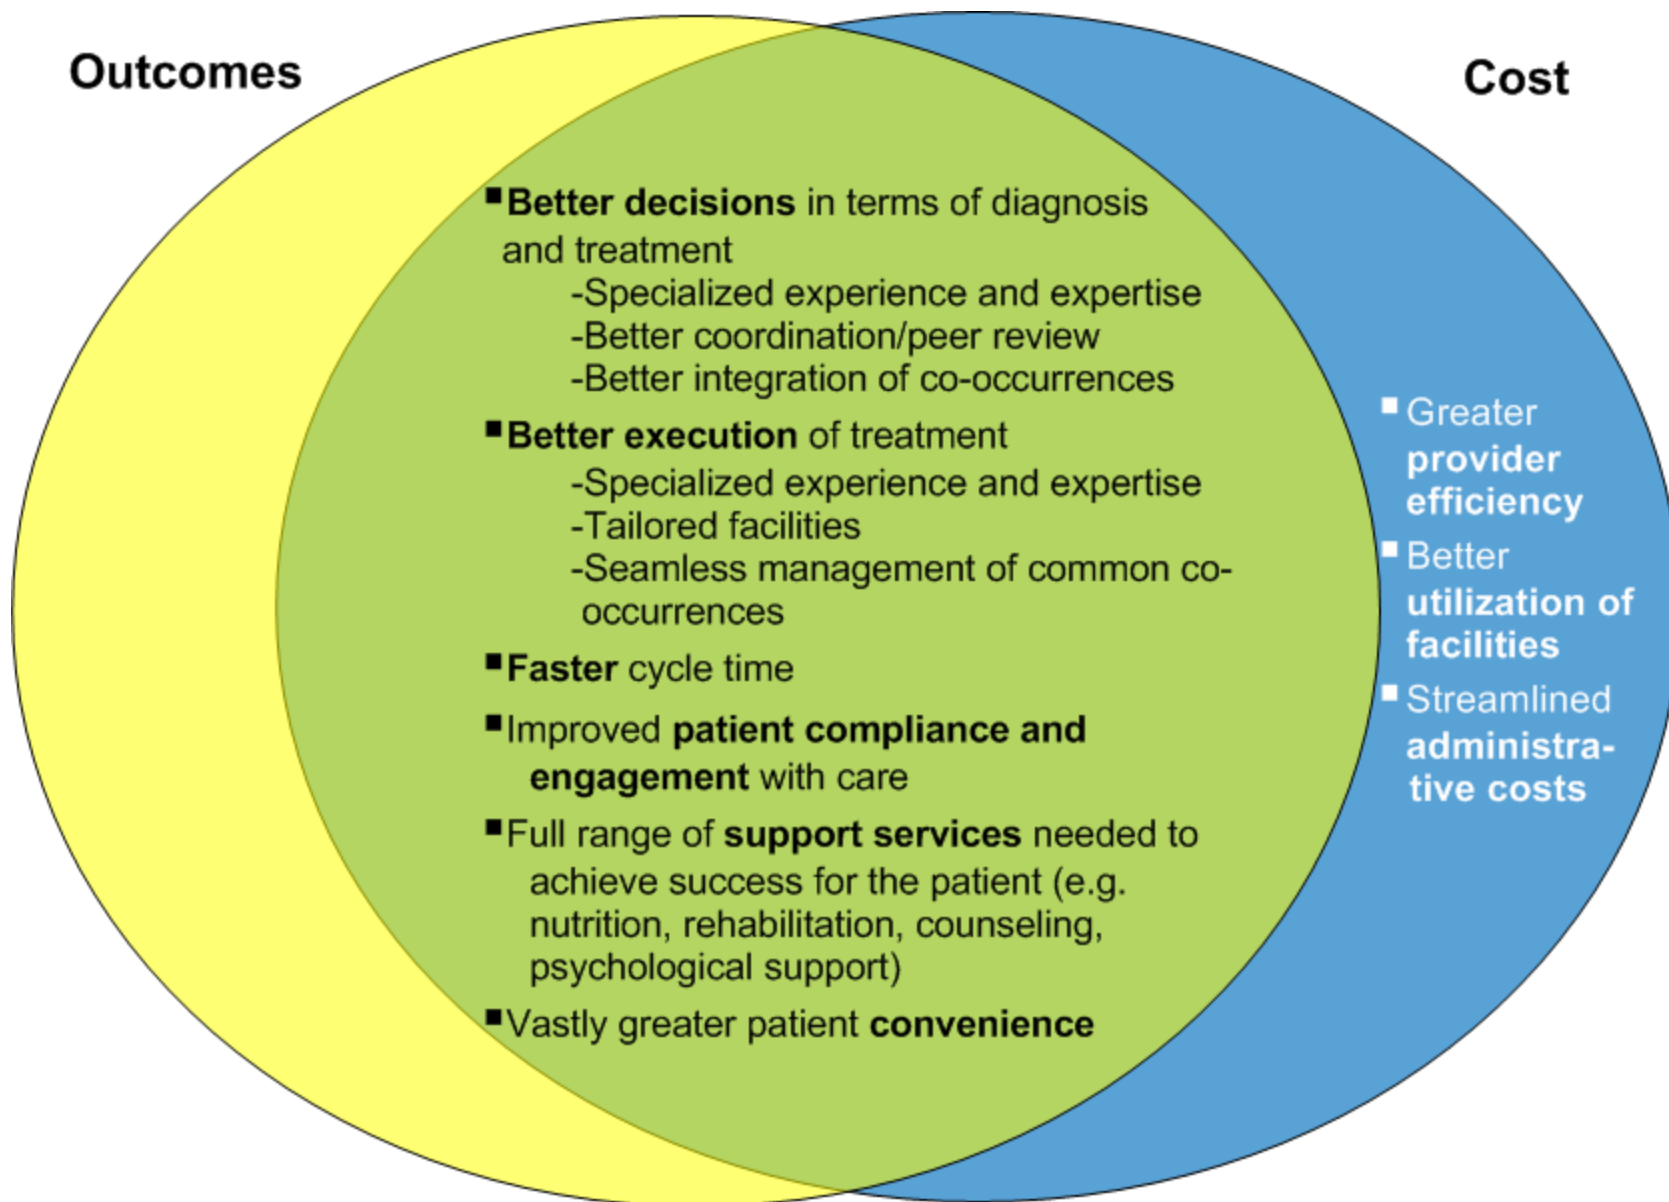 Outcomes
Cost
▪Better decisions in terms of diagnosis
and treatment
-Specialized experience and expertise
-Better coordination/peer review
-Better integration of co-occurrences
▪Better execution of treatment
-Specialized experience and expertise
-Tailored facilities
-Seamless management of common co-
occurrences
▪Faster cycle time
▪Improved patient compliance and
engagement with care
▪Full range of support services needed to
achieve success for the patient (e.g.
nutrition, rehabilitation, counseling,
psychological support)
▪Vastly greater patient convenience
▪Greater
provider
efficiency
▪Better
utilization of
facilities
▪Streamlined
administra-
tive costs